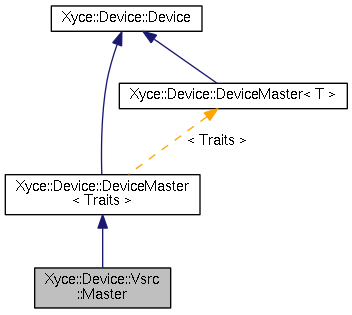 Xyce::Device::Device
Xyce::Device::DeviceMaster< T >
< Traits >
Xyce::Device::DeviceMaster
< Traits >
Xyce::Device::Vsrc
::Master